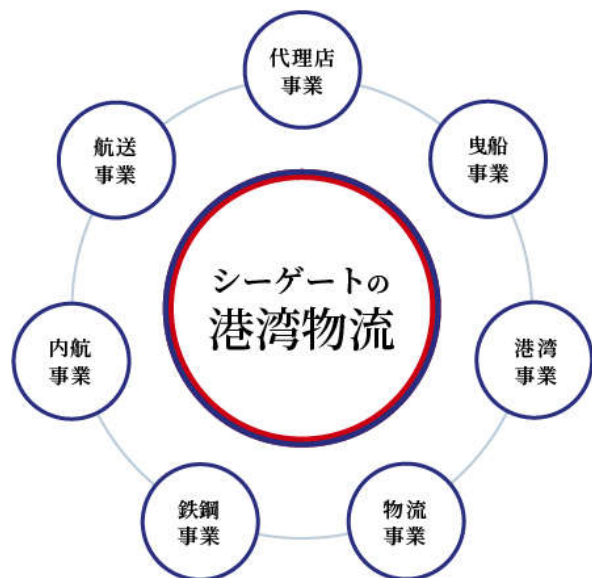 シーゲートの
港湾物流
代理店
事業
曳船
事業
港湾
事業
物流
事業
鉄鋼
事業
内航
事業
航送
事業